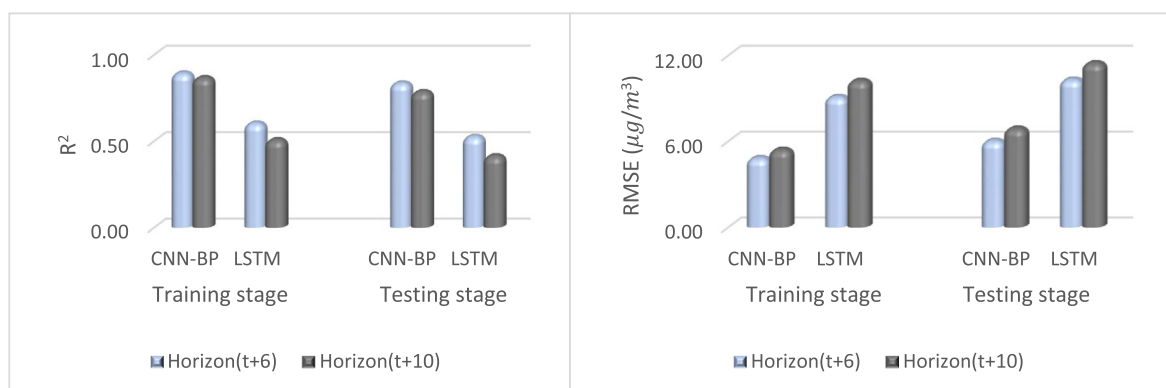 1.00
0.50
0.00
R²
CNN-BP LSTM CNN-BP LSTM
Training stage Testing stage
Horizon(t+6) Horizon(t+10)
12.00
6.00
0.00
RMSE (μg/m³)
CNN-BP LSTM CNN-BP LSTM
Training stage Testing stage
Horizon(t+6) Horizon(t+10)